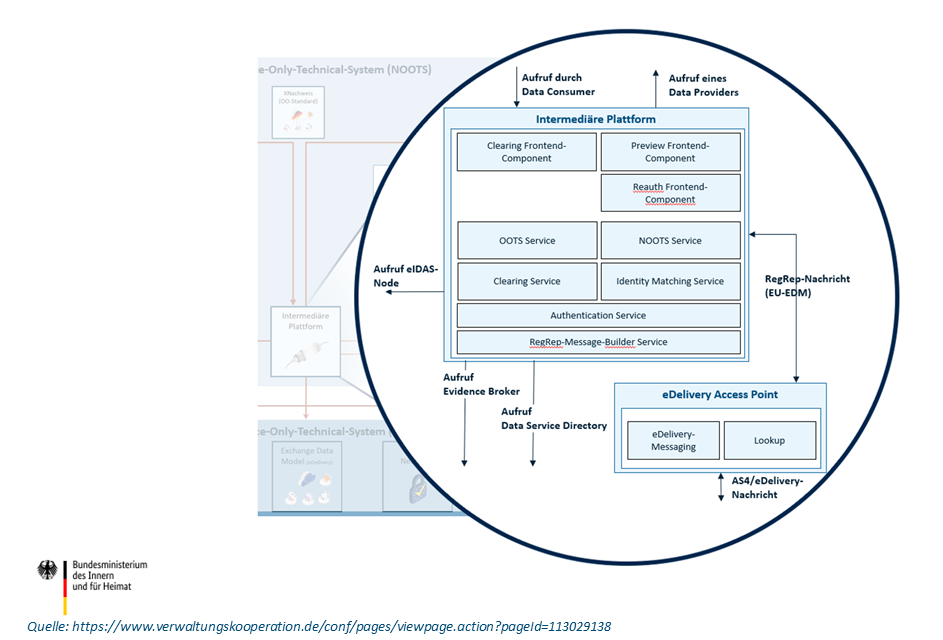 e-Only-Technical-System (NOOTS)
XNachweis
(OO-Standard)
Intermediäre
Plattform
ce-Only-Technical-System (
Exchange Data
Model
Aufruf durch
Data Consumer
Aufruf eines
Data Providers
Intermediäre Plattform
Clearing Frontend-
Component
Preview Frontend-
Component
Reauth Frontend-
Component
OOTS Service
NOOTS Service
Clearing Service
Identity Matching Service
Authentication Service
RegRep-Message-Builder Service
Aufruf eIDAS-
Node
RegRep-Nachricht
(EU-EDM)
Aufruf
Evidence Broker
Aufruf
Data Service Directory
eDelivery Access Point
eDelivery-
Messaging
Lookup
AS4/eDelivery-
Nachricht
Bundesministerium
des Innern
und für Heimat
Quelle: https://www.verwaltungskooperation.de/conf/pages/viewpage.action?pageId=113029138